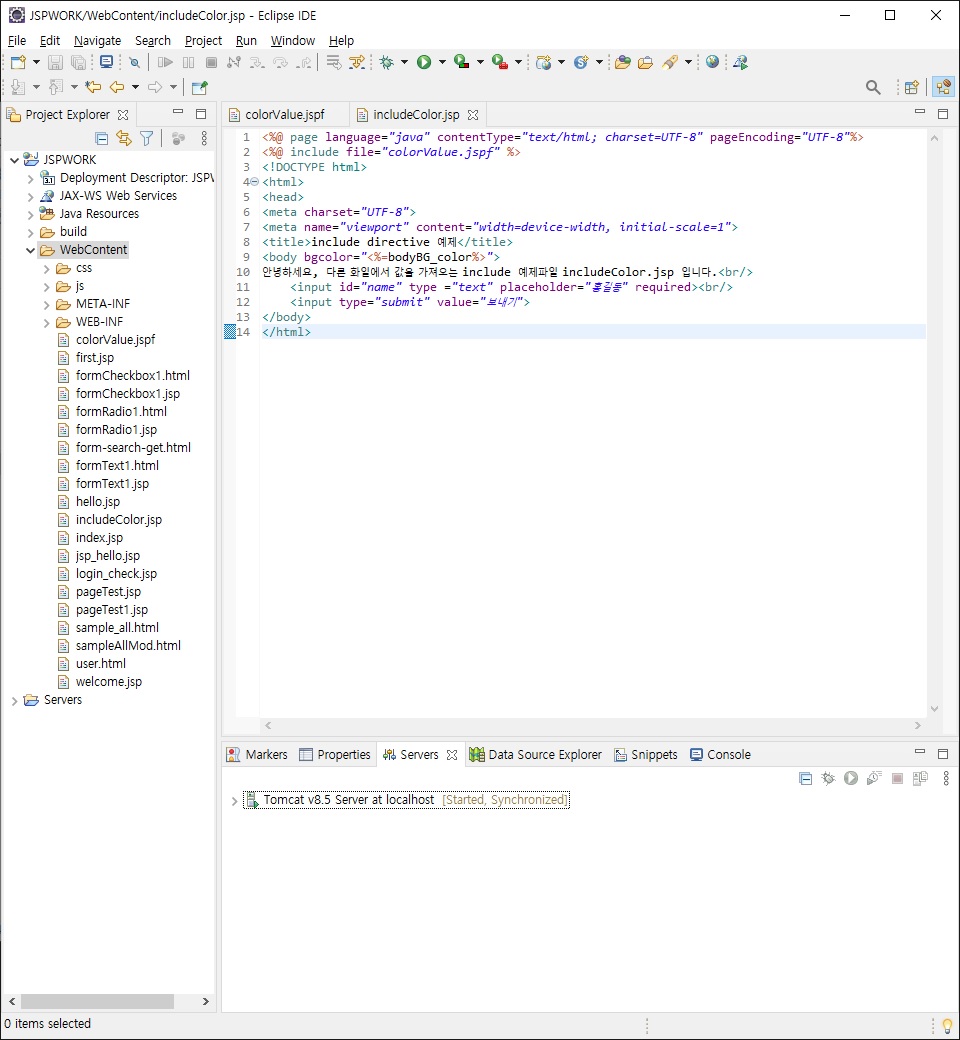 JSPWORK/WebContent/includeColor.jsp - Eclipse IDE
File Edit Navigate Search Project Run Window Help
Project Explorer
JSPWORK
Deployment Descriptor: JSPW
JAX-WS Web Services
Java Resources
build
WebContent
css
js
META-INF
WEB-INF
colorValue.jspf
first.jsp
formCheckbox1.html
formCheckbox1.jsp
formRadio1.html
formRadio1.jsp
form-search-get.html
formText1.html
formText1.jsp
hello.jsp
includeColor.jsp
index.jsp
jsp_hello.jsp
login_check.jsp
pageTest.jsp
pageTest1.jsp
sample_all.html
sampleAllMod.html
user.html
welcome.jsp
Servers
colorValue.jspf includeColor.jsp
1 <%@ page language="java" contentType="text/html; charset=UTF-8" pageEncoding="UTF-8"%>
2 <%@ include file="colorValue.jspf" %>
3 <!DOCTYPE html>
4 <html>
5 <head>
6 <meta charset="UTF-8">
7 <meta name="viewport" content="width=device-width, initial-scale=1">
8 <title>include directive 예제</title>
9 <body bgcolor="<%=bodyBG_color%>">
10 안녕하세요, 다른 화일에서 값을 가져오는 include 예제파일 includeColor.jsp 입니다.<br/>
11 <input id="name" type ="text" placeholder="홍길동" required><br/>
12 <input type="submit" value="보내기">
13 </body>
14 </html>
Markers Properties Servers Data Source Explorer Snippets Console
Tomcat v8.5 Server at localhost [Started, Synchronized]
0 items selected